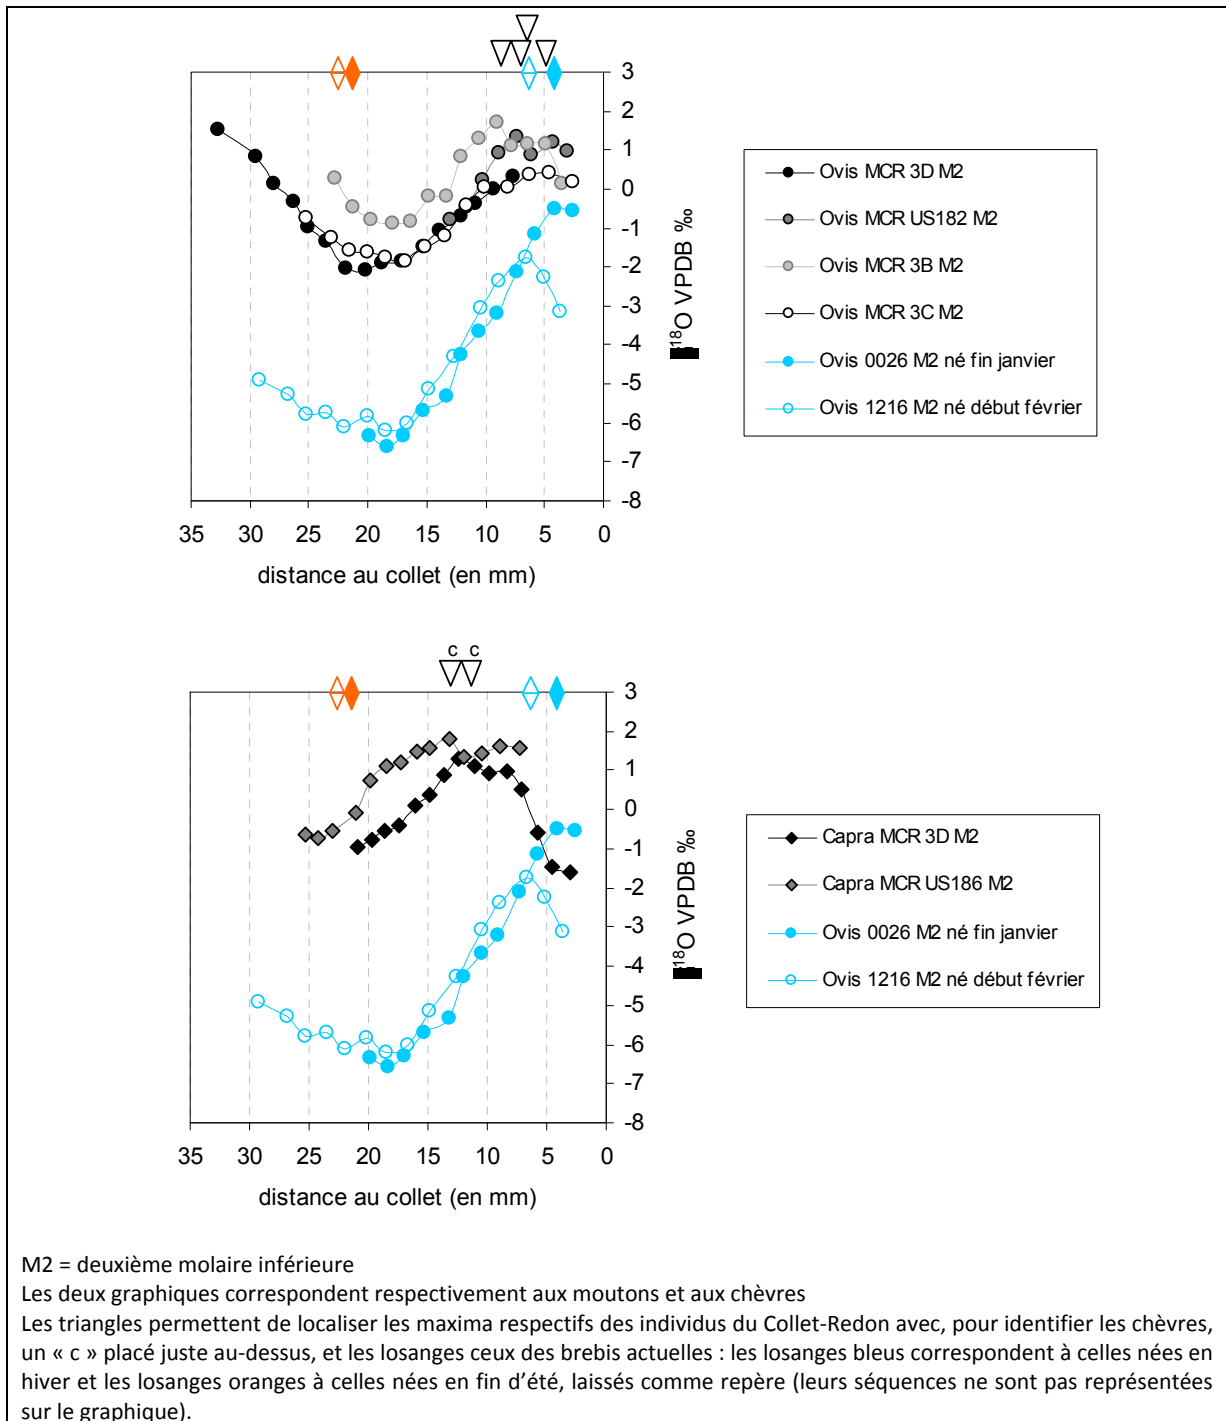 3
2
1
0
-1
-2
-3
-4
-5
-6
-7
-8
35 30 25 20 15 10 5 0
distance au collet (en mm)
18O VPDB ‰
Ovis MCR 3D M2
Ovis MCR US182 M2
Ovis MCR 3B M2
Ovis MCR 3C M2
Ovis 0026 M2 né fin janvier
Ovis 1216 M2 né début février
c c
3
2
1
0
-1
-2
-3
-4
-5
-6
-7
-8
35 30 25 20 15 10 5 0
distance au collet (en mm)
18O VPDB ‰
Capra MCR 3D M2
Capra MCR US186 M2
Ovis 0026 M2 né fin janvier
Ovis 1216 M2 né début février
M2 = deuxième molaire inférieure
Les deux graphiques correspondent respectivement aux moutons et aux chèvres
Les triangles permettent de localiser les maxima respectifs des individus du Collet-Redon avec, pour identifier les chèvres,
un « c » placé juste au-dessus, et les losanges ceux des brebis actuelles : les losanges bleus correspondent à celles nées en
hiver et les losanges oranges à celles nées en fin d'été, laissés comme repère (leurs séquences ne sont pas représentées
sur le graphique).